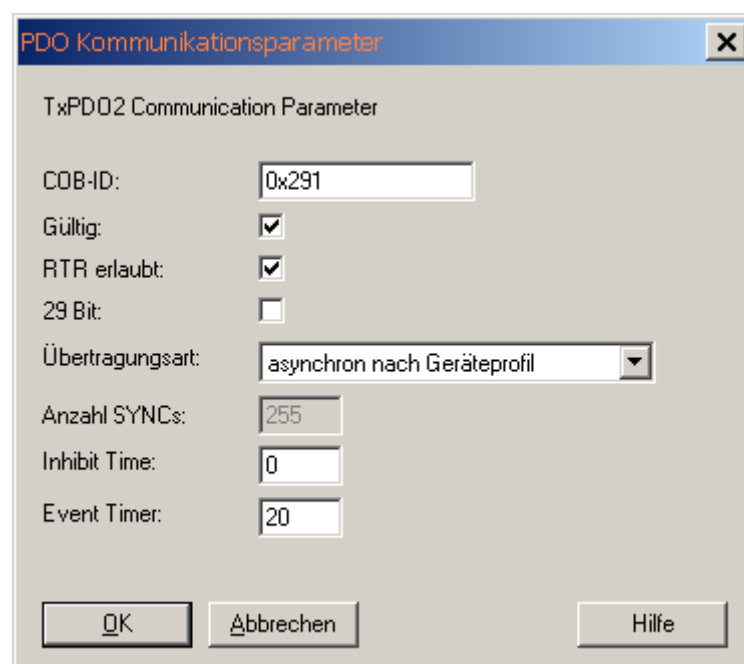 PDO Kommunikationsparameter
TxPDO2 Communication Parameter
COB-ID: 0x291
Gültig:
RTR erlaubt:
29 Bit:
Übertragungsart: asynchron nach Geräteprofil
Anzahl SYNCs: 255
Inhibit Time: 0
Event Timer: 20
OK Abbrechen Hilfe